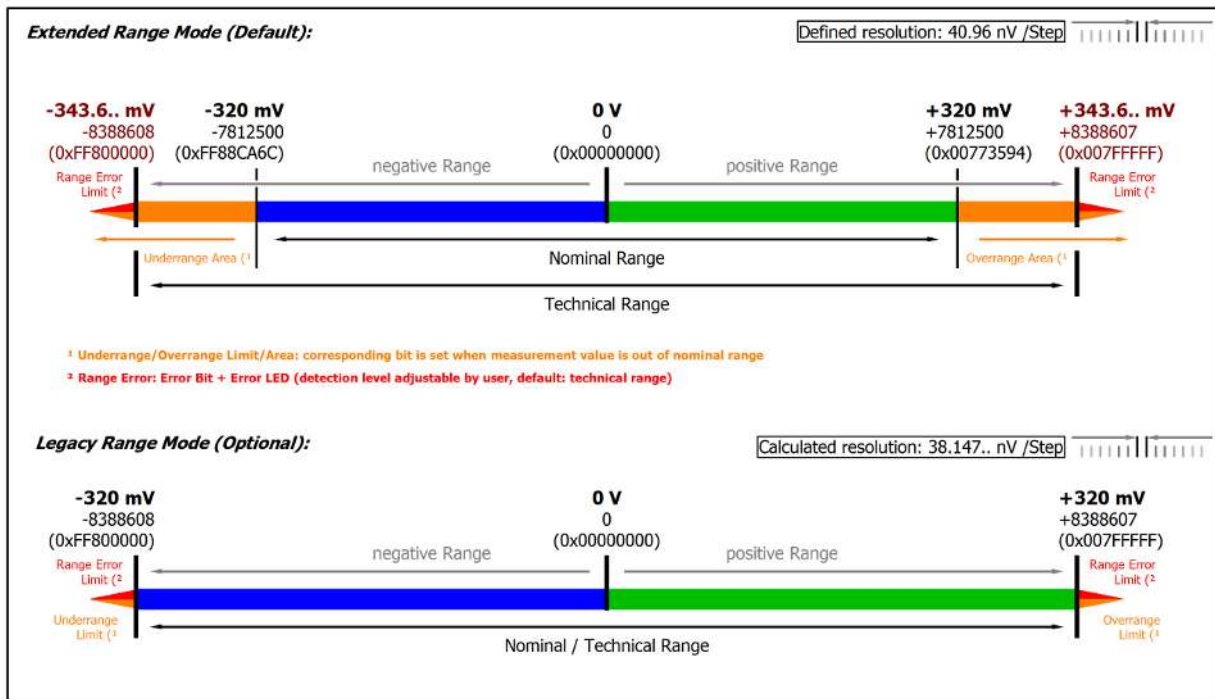 Extended Range Mode (Default):
Defined resolution: 40.96 nV /Step
-343.6.. mV
-8388608
(0xFF800000)
-320 mV
-7812500
(0xFF88CA6C)
0 V
0
(0x00000000)
+320 mV
+7812500
(0x00773594)
+343.6.. mV
+8388607
(0x007FFFFF)
negative Range
positive Range
Range Error
Limit (²
Range Error
Limit (²
Underrange Area (¹
Nominal Range
Overrange Area (¹
Technical Range
¹ Underrange/Overrange Limit/Area: corresponding bit is set when measurement value is out of nominal range
² Range Error: Error Bit + Error LED (detection level adjustable by user, default: technical range)
Legacy Range Mode (Optional):
Calculated resolution: 38.147.. nV /Step
-320 mV
-8388608
(0xFF800000)
0 V
0
(0x00000000)
+320 mV
+8388607
(0x007FFFFF)
negative Range
positive Range
Range Error
Limit (²
Range Error
Limit (²
Underrange
Limit (¹
Overrange
Limit (¹
Nominal / Technical Range